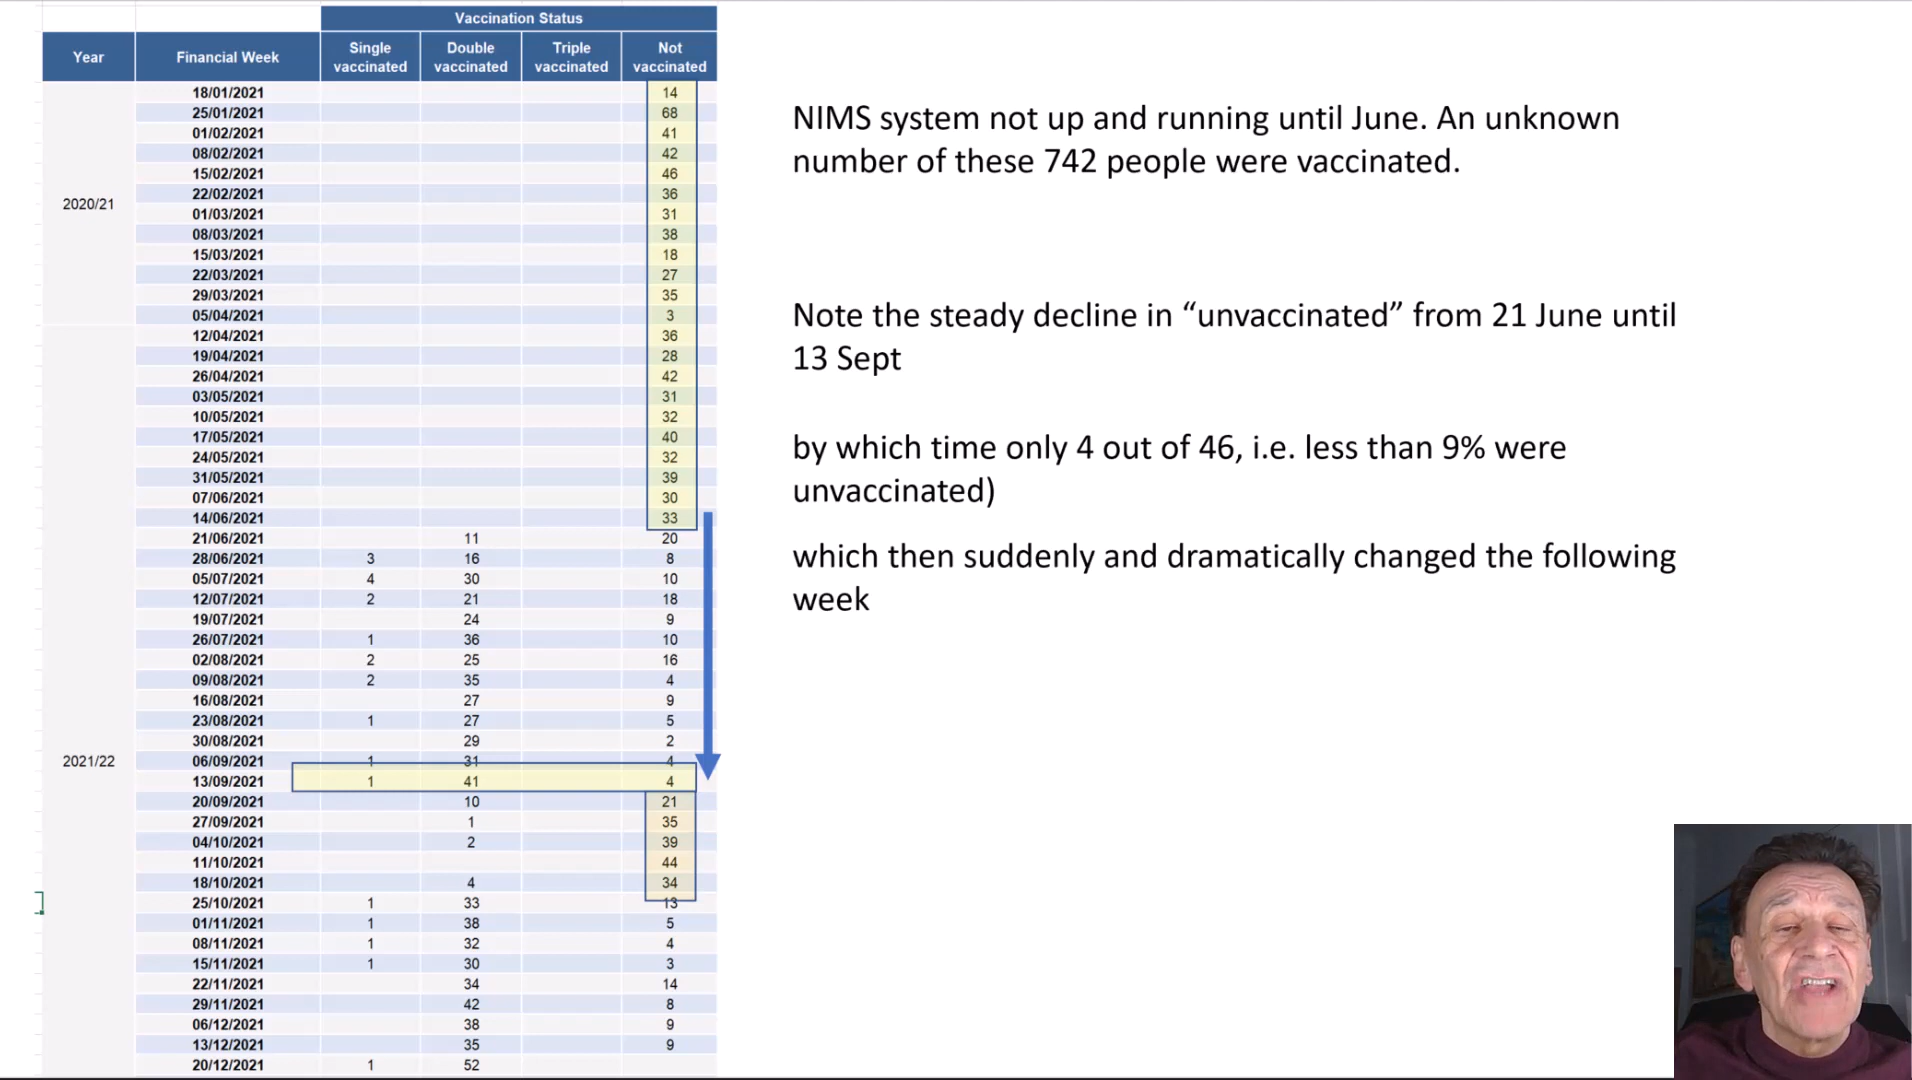 Vaccination Status
Year Financial Week Single vaccinated Double vaccinated Triple vaccinated Not vaccinated
2020/21
18/01/2021 14
25/01/2021 68
01/02/2021 41
08/02/2021 42
15/02/2021 46
22/02/2021 36
01/03/2021 31
08/03/2021 38
15/03/2021 18
22/03/2021 27
29/03/2021 35
05/04/2021 3
2021/22
12/04/2021 36
19/04/2021 28
26/04/2021 42
03/05/2021 31
10/05/2021 32
17/05/2021 40
24/05/2021 32
31/05/2021 39
07/06/2021 30
14/06/2021 33
21/06/2021 11 20
28/06/2021 3 16 8
05/07/2021 4 30 10
12/07/2021 2 21 18
19/07/2021 24 9
26/07/2021 1 36 10
02/08/2021 2 25 16
09/08/2021 2 35 4
16/08/2021 27 9
23/08/2021 1 27 5
30/08/2021 29 2
06/09/2021 1 31 4
13/09/2021 1 41 4
20/09/2021 10 21
27/09/2021 1 35
04/10/2021 2 39
11/10/2021 44
18/10/2021 4 34
25/10/2021 1 33 13
01/11/2021 1 38 5
08/11/2021 1 32 4
15/11/2021 1 30 3
22/11/2021 34 14
29/11/2021 42 8
06/12/2021 38 9
13/12/2021 35 9
20/12/2021 1 52
NIMS system not up and running until June. An unknown
number of these 742 people were vaccinated.
Note the steady decline in “unvaccinated” from 21 June until
13 Sept
by which time only 4 out of 46, i.e. less than 9% were
unvaccinated)
which then suddenly and dramatically changed the following
week